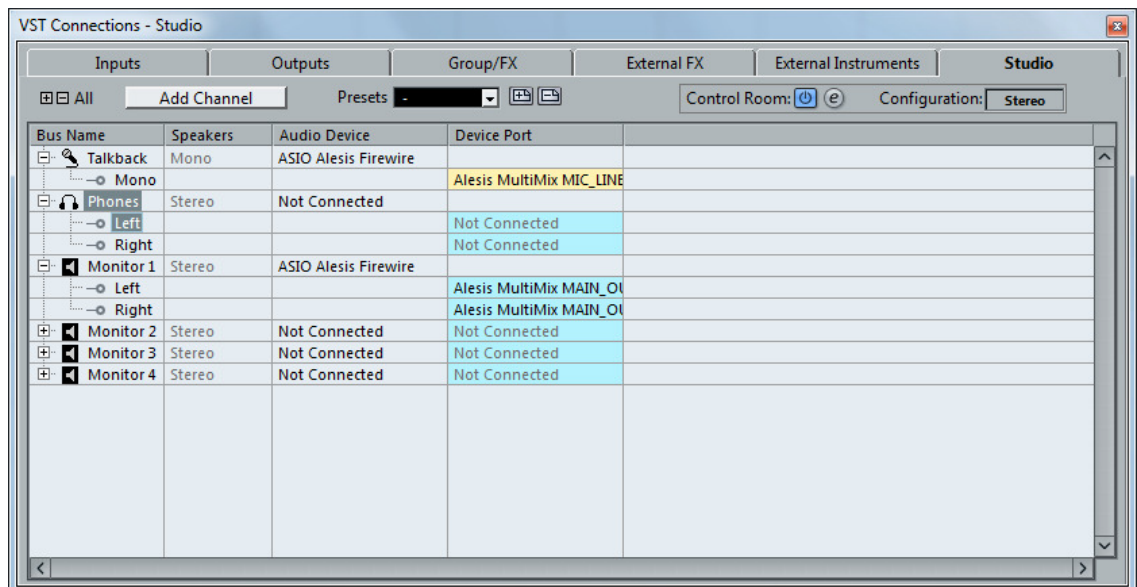 VST Connections - Studio
Inputs Outputs Group/FX External FX External Instruments Studio
All Add Channel Presets - Control Room: e Configuration: Stereo
Bus Name Speakers Audio Device Device Port
Talkback Mono ASIO Alesis Firewire
Mono Alesis MultiMix MIC_LINE
Phones Stereo Not Connected
Left Not Connected
Right Not Connected
Monitor 1 Stereo ASIO Alesis Firewire
Left Alesis MultiMix MAIN_OU
Right Alesis MultiMix MAIN_OU
Monitor 2 Stereo Not Connected Not Connected
Monitor 3 Stereo Not Connected Not Connected
Monitor 4 Stereo Not Connected Not Connected